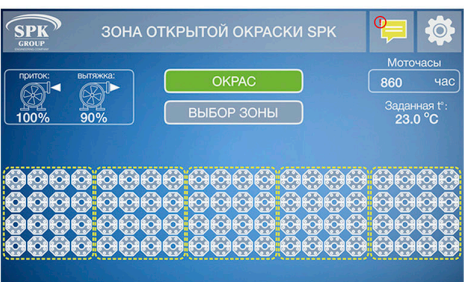 SPK
GROUP
ЗОНА ОТКРЫТОЙ ОКРАСКИ SPK
приток:
вытяжка:
100%
90%
ОКРАС
ВЫБОР ЗОНЫ
Моточасы
860 час
Заданная t°:
23.0 °C